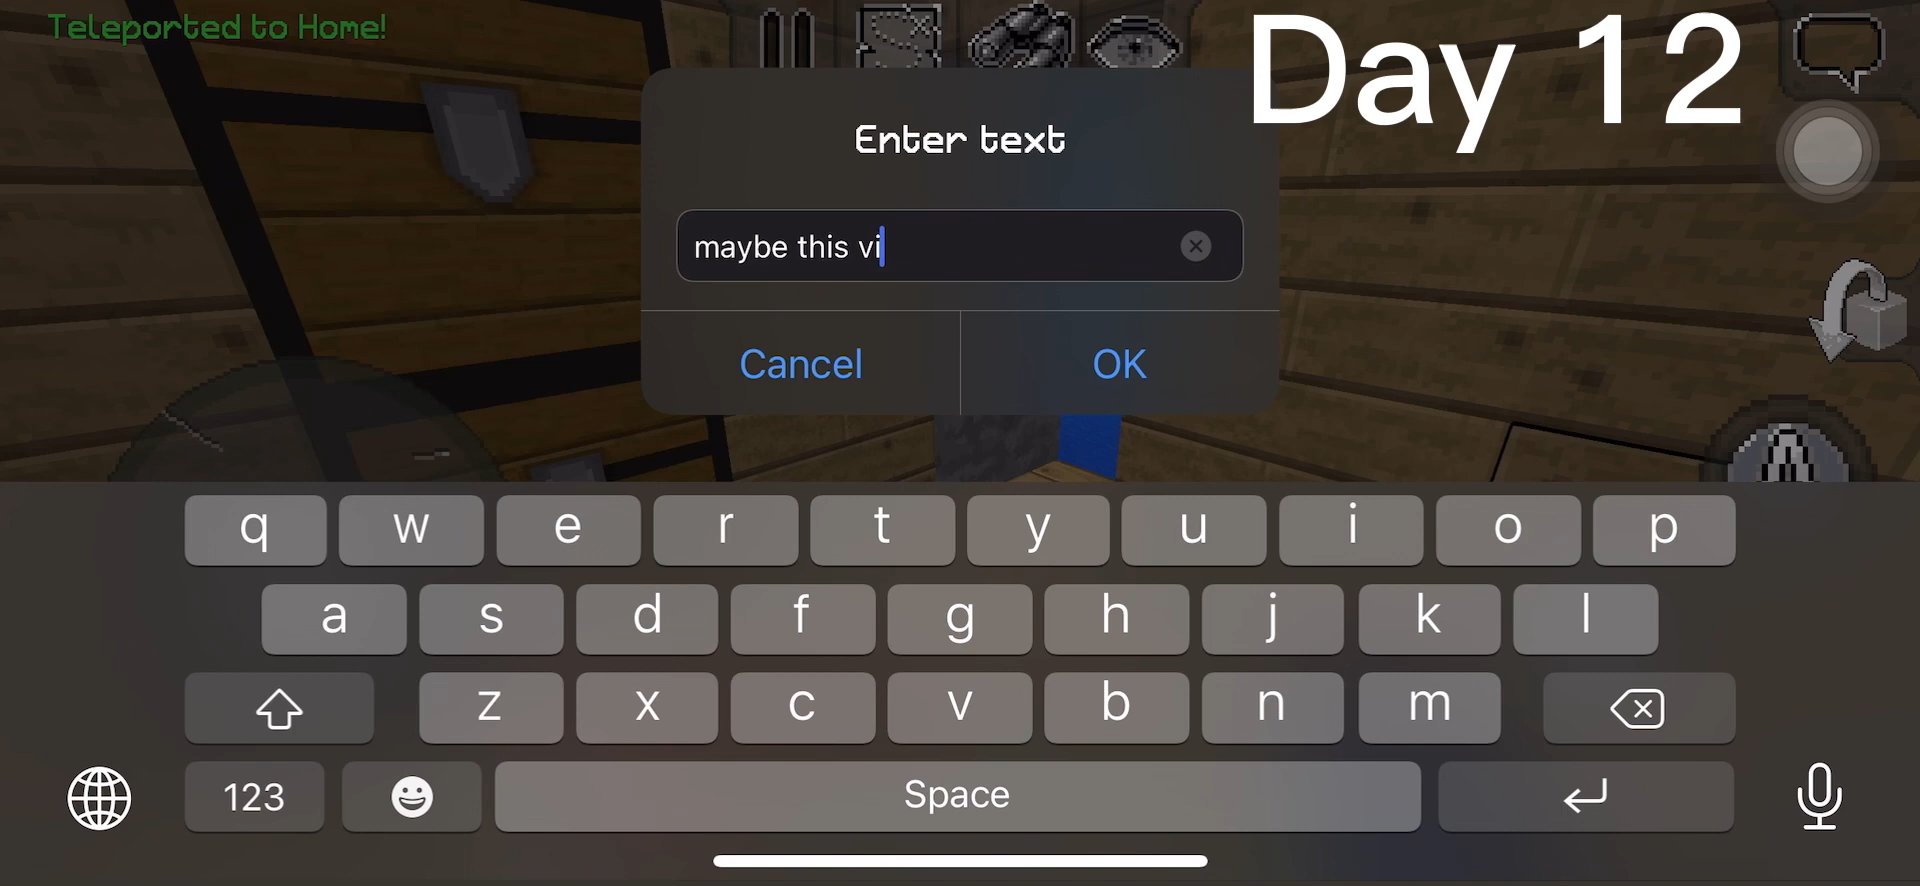 Teleported to Home!
Day 12
Enter text
maybe this vi
Cancel
OK
q w e r t y u i o p
a s d f g h j k l
z x c v b n m
123
Space